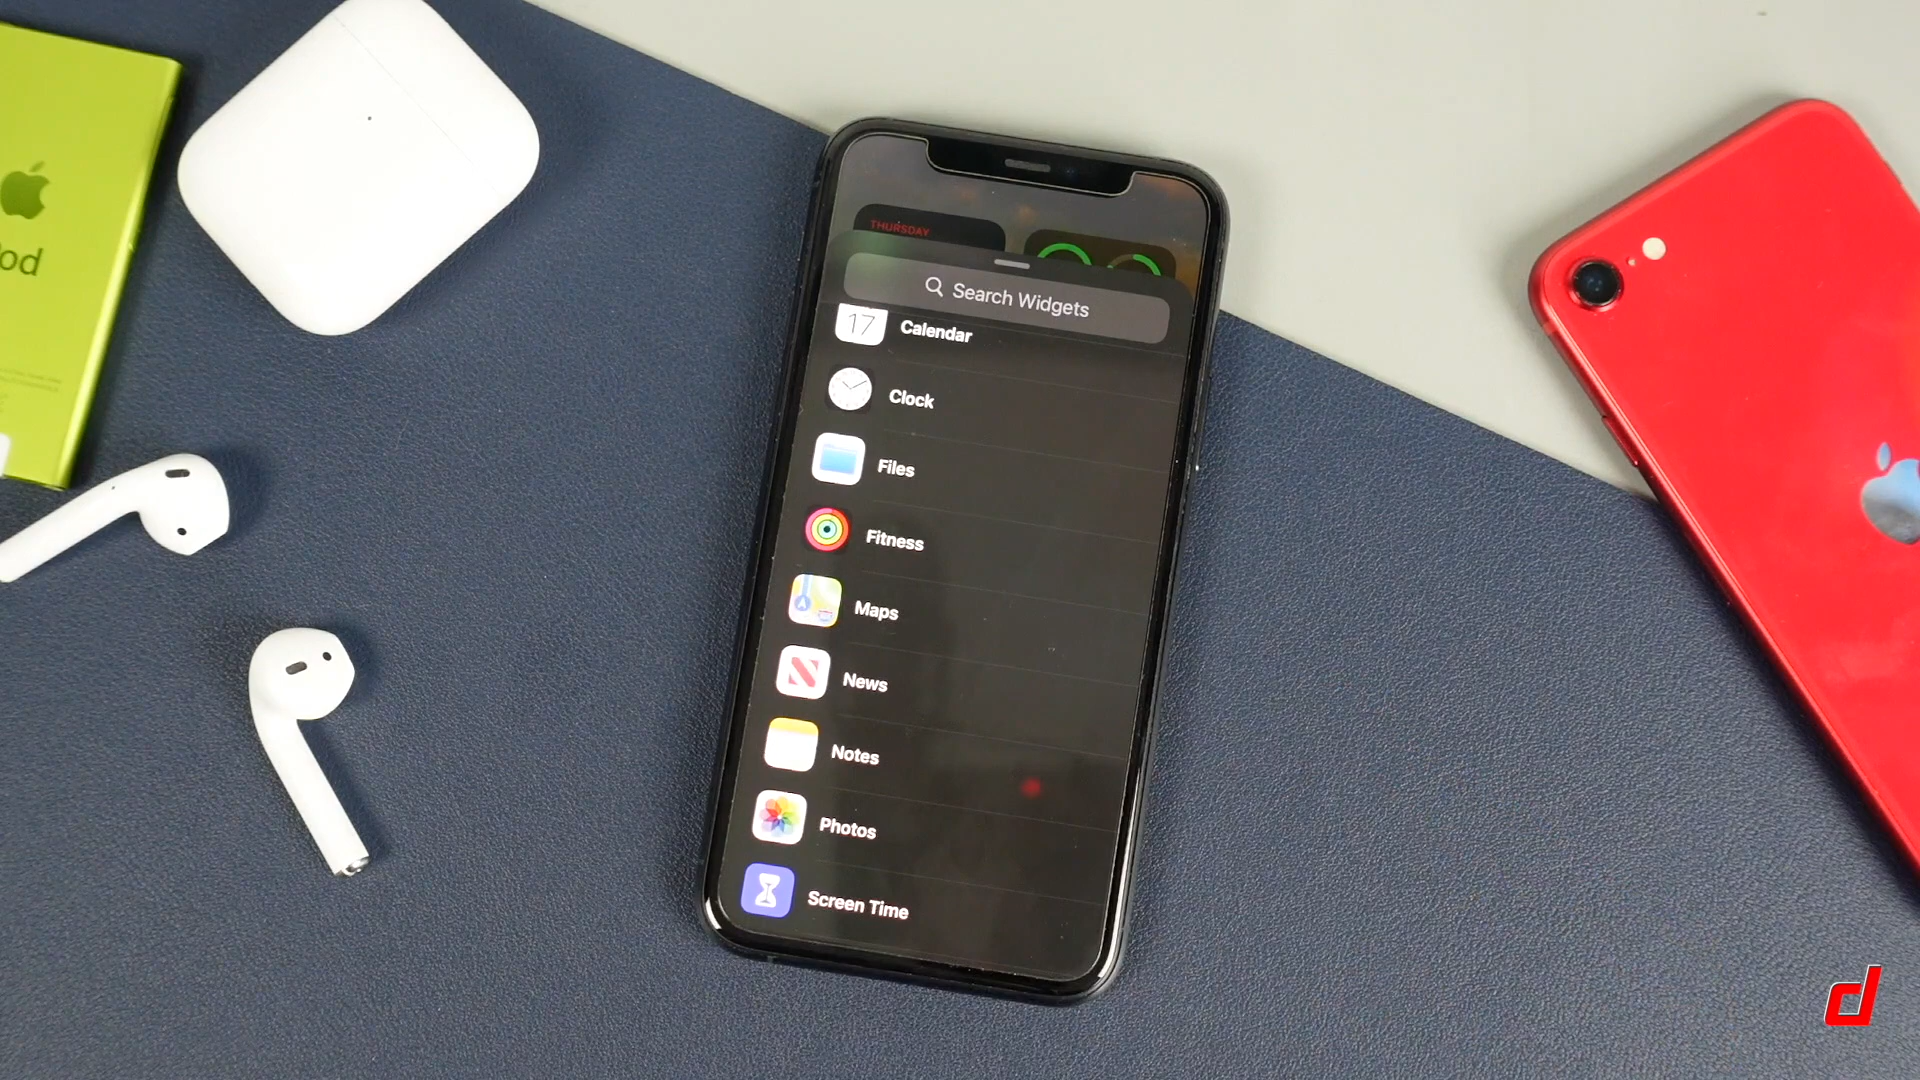 od
THURSDAY
Search Widgets
17
Calendar
Clock
Files
Fitness
Maps
News
Notes
Photos
Screen Time
d